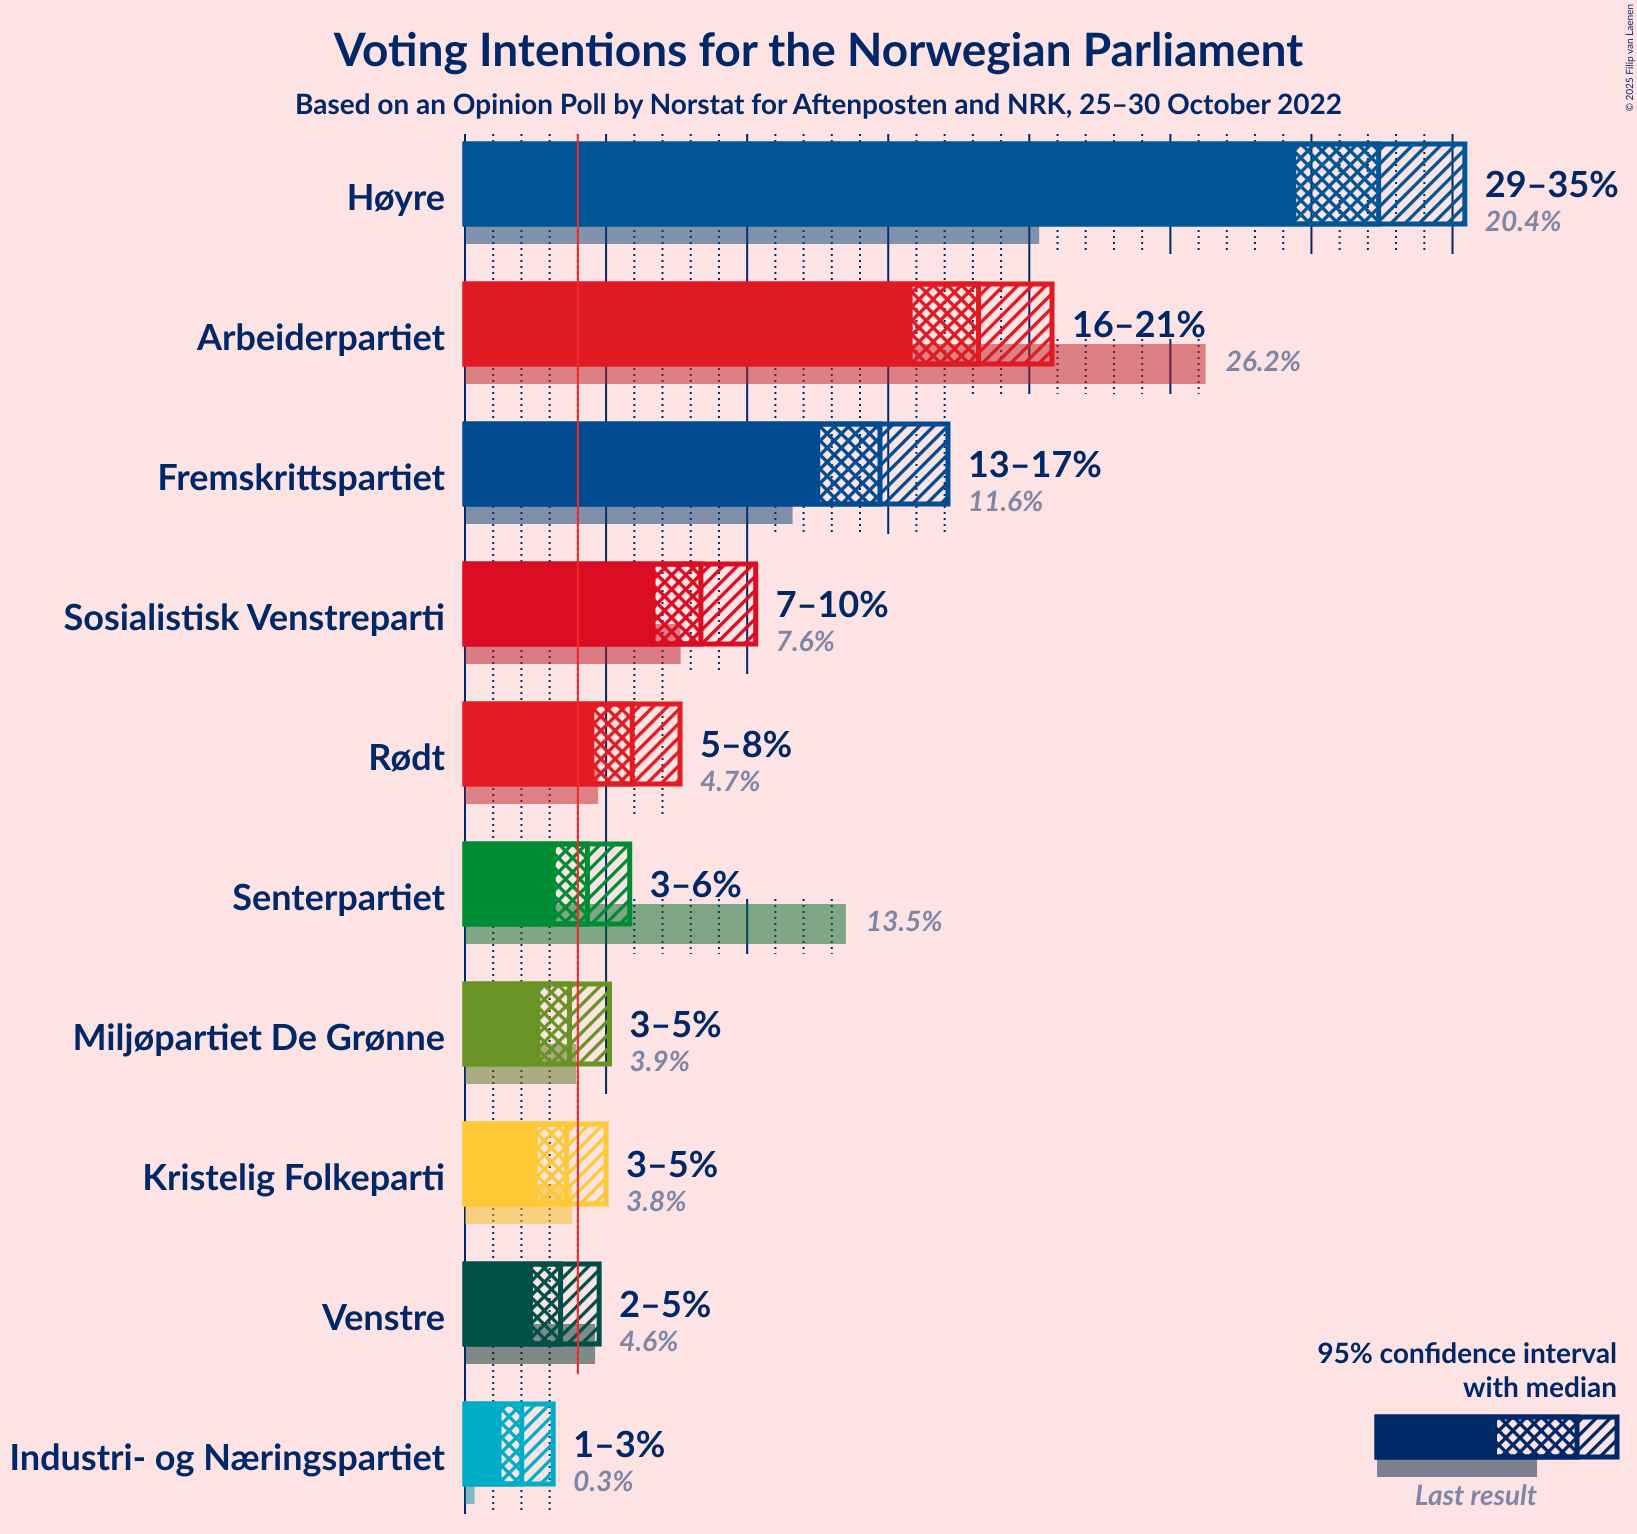 Voting Intentions for the Norwegian Parliament
Based on an Opinion Poll by Norstat for Aftenposten and NRK, 25–30 October 2022
© 2025 Filip van Laenen
Høyre
29–35%
20.4%
Arbeiderpartiet
16–21%
26.2%
Fremskrittspartiet
13–17%
11.6%
Sosialistisk Venstreparti
7–10%
7.6%
Rødt
5–8%
4.7%
Senterpartiet
3–6%
13.5%
Miljøpartiet De Grønne
3–5%
3.9%
Kristelig Folkeparti
3–5%
3.8%
Venstre
2–5%
4.6%
Industri- og Næringspartiet
1–3%
0.3%
95% confidence interval
with median
Last result